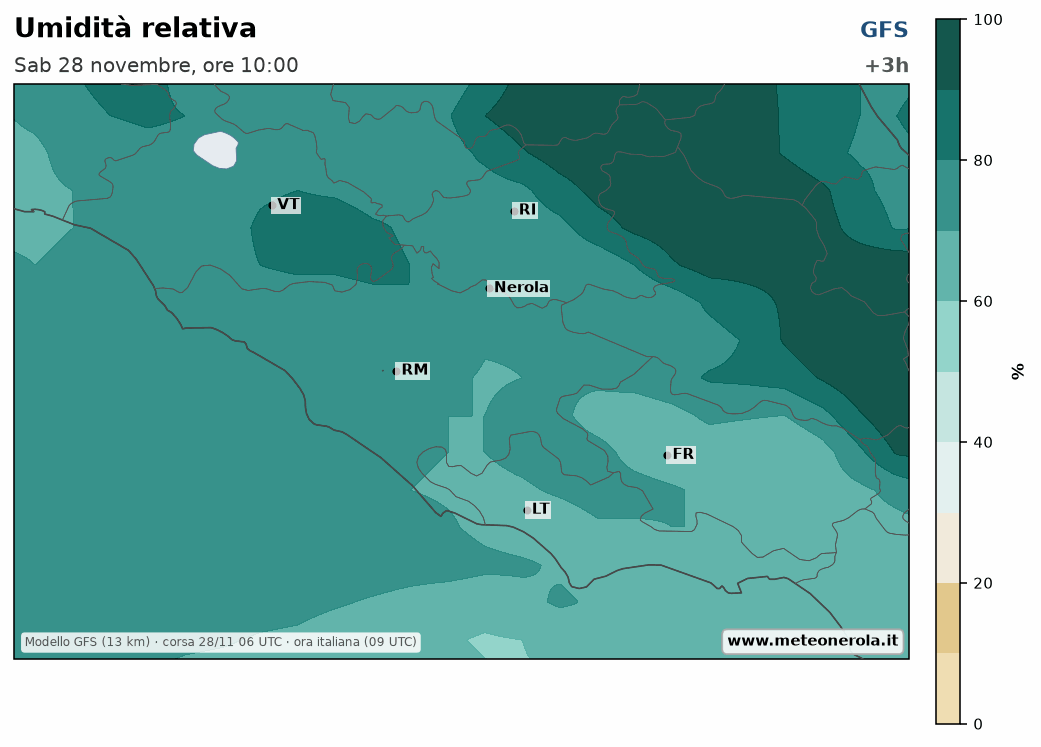 Umidità relativa
GFS
Sab 28 novembre, ore 10:00
+3h
100
80
60
40
20
0
%
VT
RI
Nerola
RM
FR
LT
Modello GFS (13 km) · corsa 28/11 06 UTC · ora italiana (09 UTC)
www.meteonerola.it